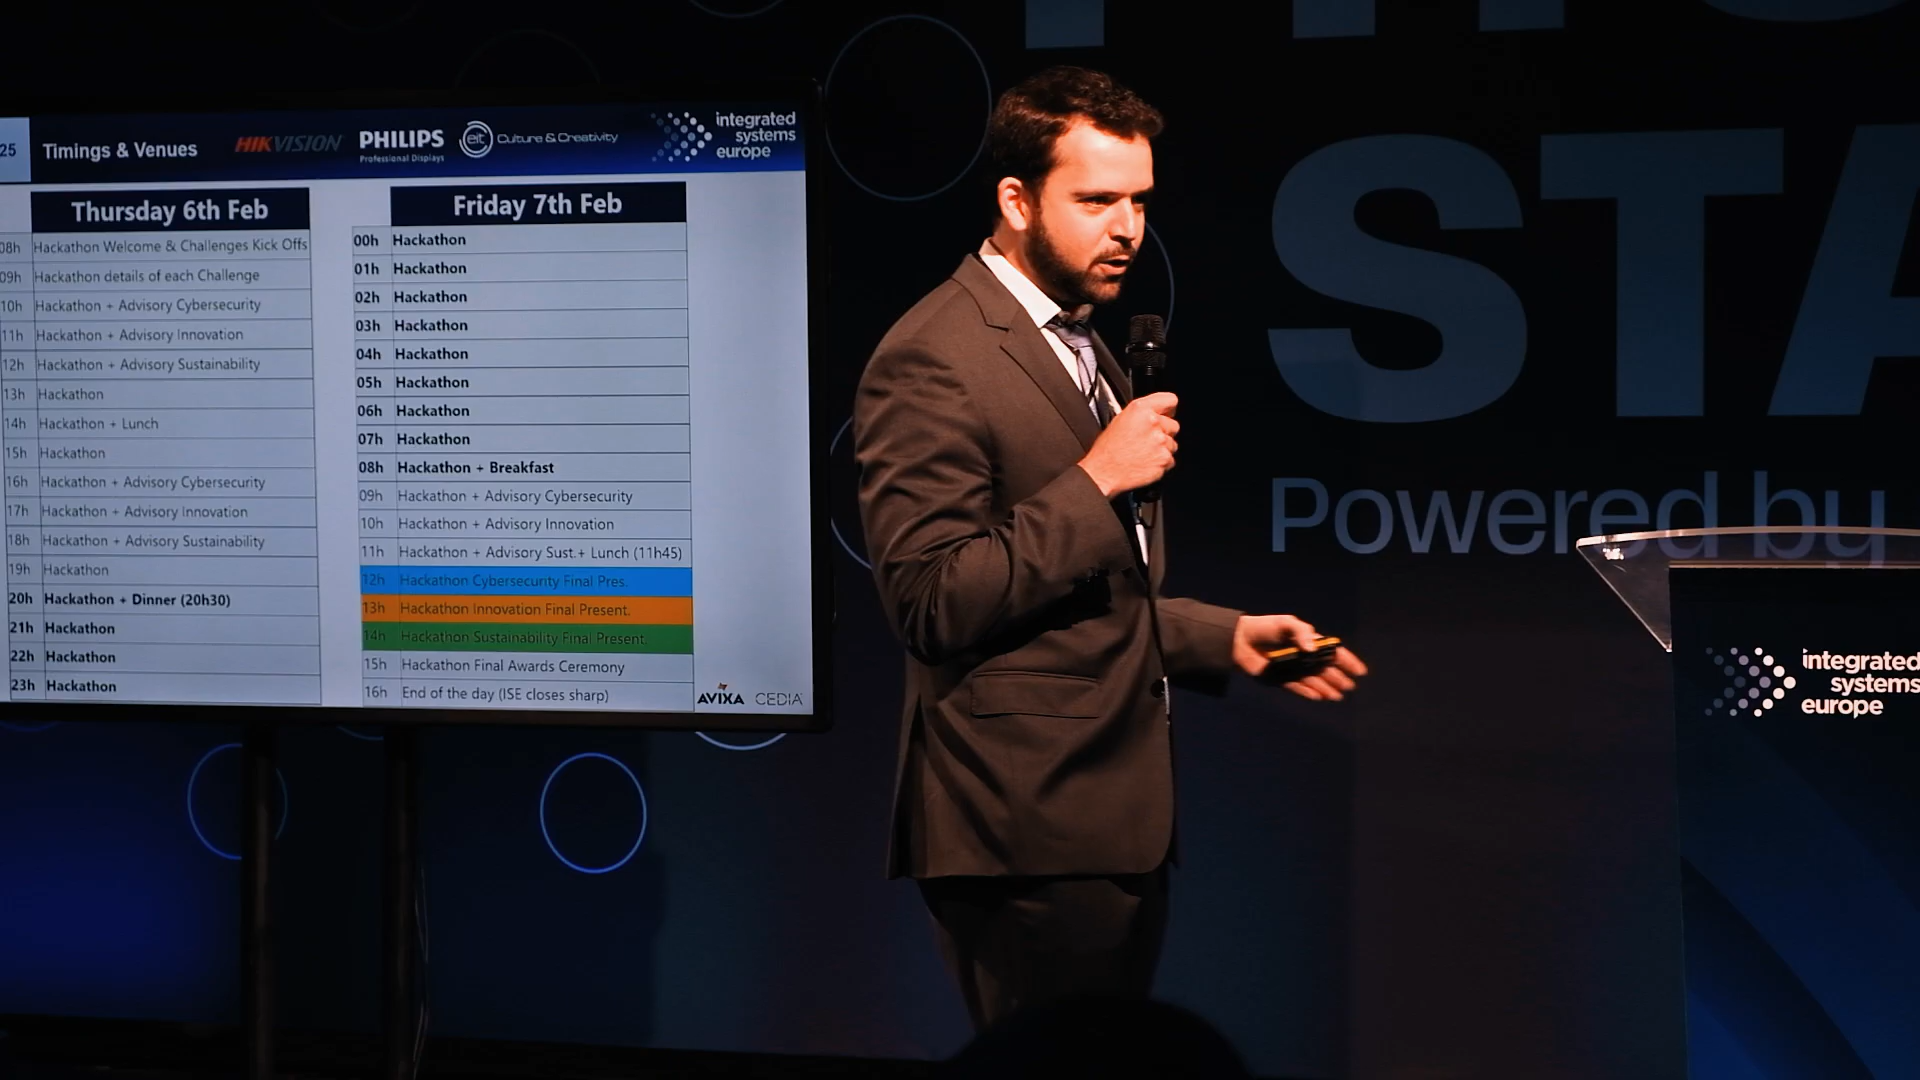 25
Timings & Venues
HIKVISION
PHILIPS
Professional Displays
eit Culture & Creativity
integrated
systems
europe
Thursday 6th Feb
08h Hackathon Welcome & Challenges Kick Offs
09h Hackathon details of each Challenge
10h Hackathon + Advisory Cybersecurity
11h Hackathon + Advisory Innovation
12h Hackathon + Advisory Sustainability
13h Hackathon
14h Hackathon + Lunch
15h Hackathon
16h Hackathon + Advisory Cybersecurity
17h Hackathon + Advisory Innovation
18h Hackathon + Advisory Sustainability
19h Hackathon
20h Hackathon + Dinner (20h30)
21h Hackathon
22h Hackathon
23h Hackathon
Friday 7th Feb
00h Hackathon
01h Hackathon
02h Hackathon
03h Hackathon
04h Hackathon
05h Hackathon
06h Hackathon
07h Hackathon
08h Hackathon + Breakfast
09h Hackathon + Advisory Cybersecurity
10h Hackathon + Advisory Innovation
11h Hackathon + Advisory Sust.+ Lunch (11h45)
12h Hackathon Cybersecurity Final Pres.
13h Hackathon Innovation Final Present.
14h Hackathon Sustainability Final Present.
15h Hackathon Final Awards Ceremony
16h End of the day (ISE closes sharp)
AVIXA CEDIA
STA
Powered by
integrated
systems
europe